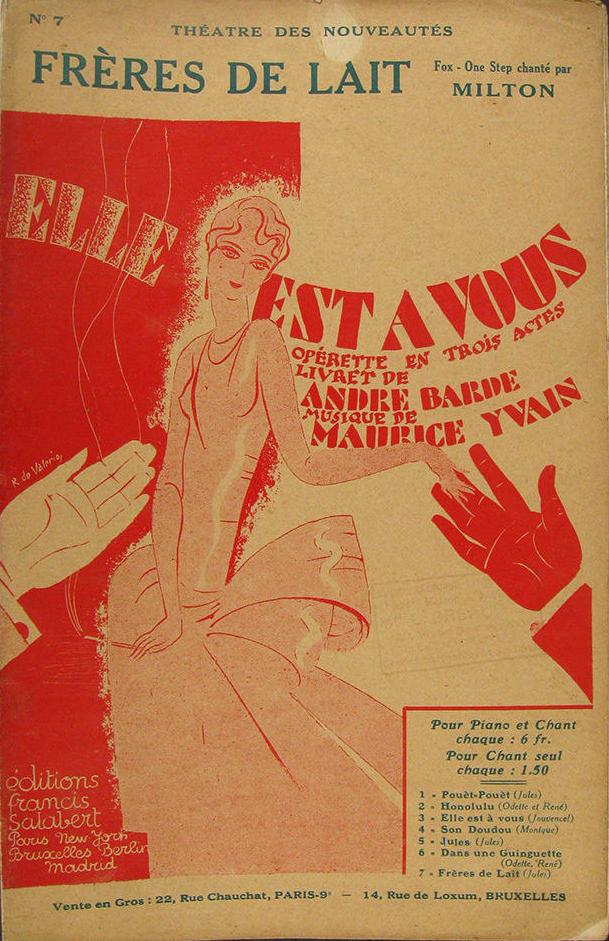 N° 7
THÉATRE DES NOUVEAUTÉS
FRÈRES DE LAIT
Fox - One Step chanté par
MILTON
ELLE
EST A VOUS
OPÉRETTE EN TROIS ACTES
LIVRET DE
ANDRE BARDE
MUSIQUE DE
MAURICE YVAIN
R. de Valerio,
éditions
francis
salabert
Paris New-York
Bruxelles Berlin
Madrid
Pour Piano et Chant
chaque : 6 fr.
Pour Chant seul
chaque : 1.50
1 - Pouèt-Pouèt (Jules)
2 - Honolulu (Odette et René)
3 - Elle est à vous (Jouvencel)
4 - Son Doudou (Monique)
5 - Jules (Jules)
6 - Dans une Guinguette
(Odette, René)
7 - Frères de Lait (Jules)
Vente en Gros : 22, Rue Chauchat, PARIS-9e — 14, Rue de Loxum, BRUXELLES